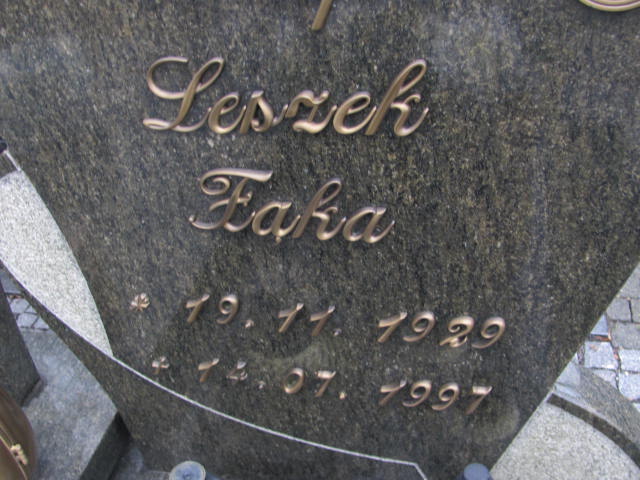 Leszek
Fąka
* 19. 11. 1929
+ 14. 07. 1997